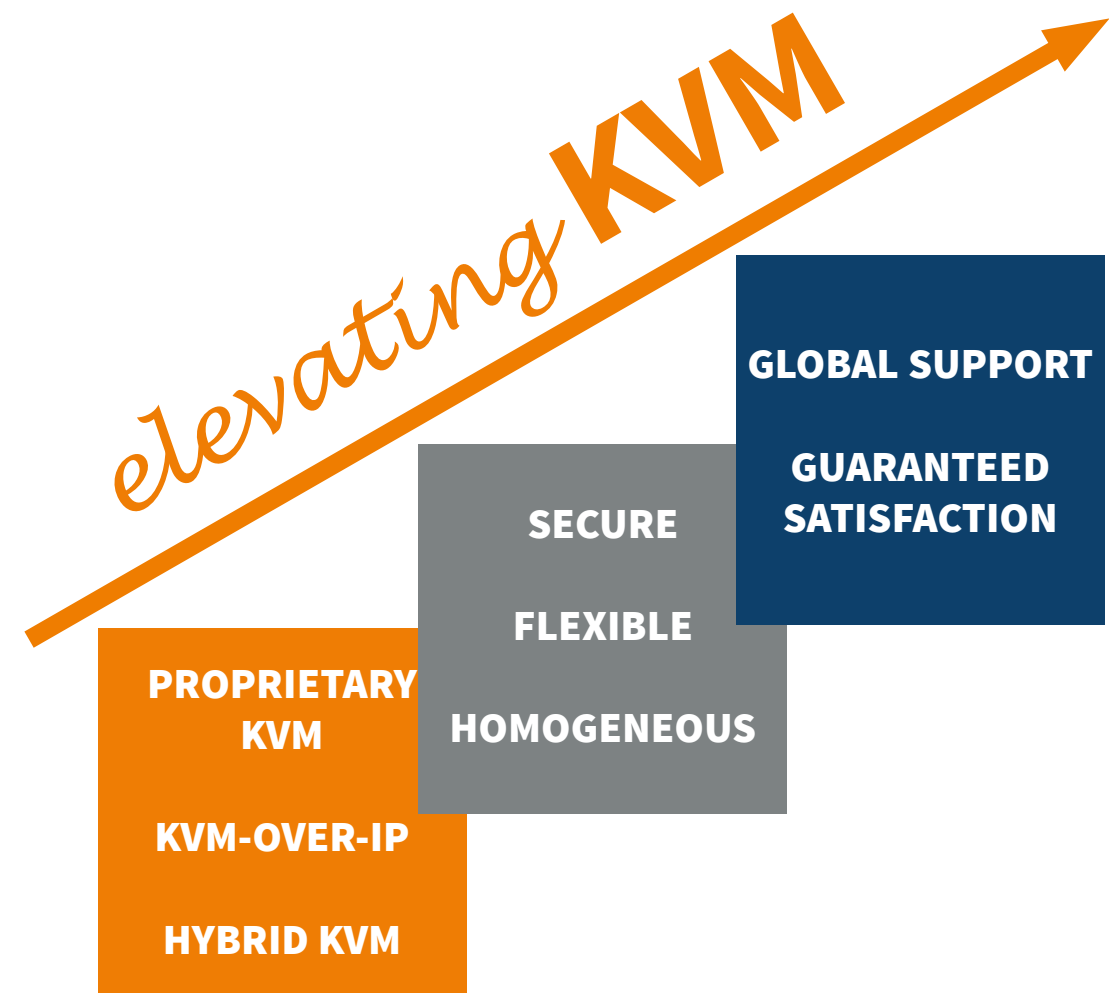 elevating KVM
GLOBAL SUPPORT
GUARANTEED
SATISFACTION
SECURE
FLEXIBLE
HOMOGENEOUS
PROPRIETARY
KVM
KVM-OVER-IP
HYBRID KVM